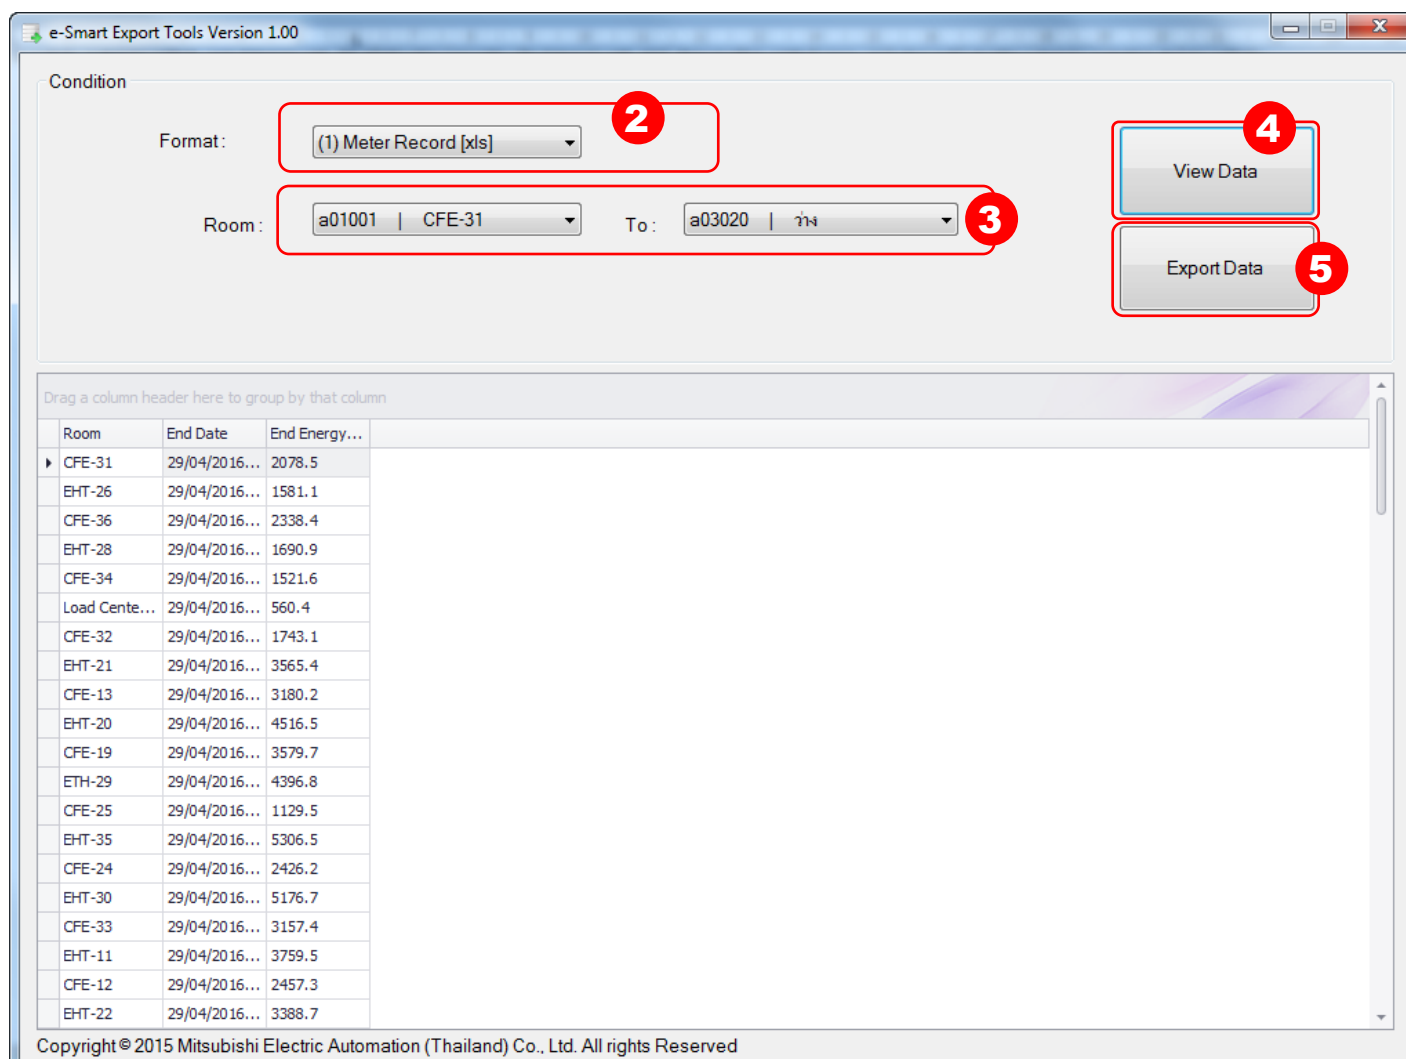 e-Smart Export Tools Version 1.00
Condition
Format :
(1) Meter Record [xls]
2
4
View Data
Room :
a01001 | CFE-31
To :
a03020 | ว่าง
3
Export Data
5
Drag a column header here to group by that column
Room End Date End Energy...
CFE-31 29/04/2016... 2078.5
EHT-26 29/04/2016... 1581.1
CFE-36 29/04/2016... 2338.4
EHT-28 29/04/2016... 1690.9
CFE-34 29/04/2016... 1521.6
Load Cente... 29/04/2016... 560.4
CFE-32 29/04/2016... 1743.1
EHT-21 29/04/2016... 3565.4
CFE-13 29/04/2016... 3180.2
EHT-20 29/04/2016... 4516.5
CFE-19 29/04/2016... 3579.7
ETH-29 29/04/2016... 4396.8
CFE-25 29/04/2016... 1129.5
EHT-35 29/04/2016... 5306.5
CFE-24 29/04/2016... 2426.2
EHT-30 29/04/2016... 5176.7
CFE-33 29/04/2016... 3157.4
EHT-11 29/04/2016... 3759.5
CFE-12 29/04/2016... 2457.3
EHT-22 29/04/2016... 3388.7
Copyright © 2015 Mitsubishi Electric Automation (Thailand) Co., Ltd. All rights Reserved